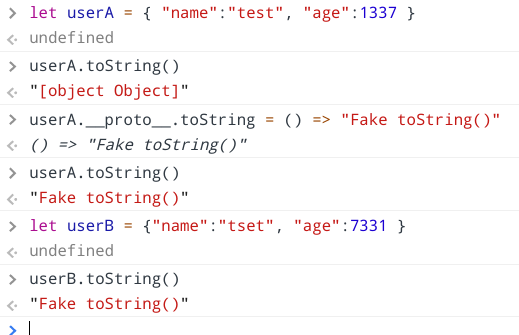 let userA = { "name":"test", "age":1337 }
undefined
userA.toString()
"[object Object]"
userA.__proto__.toString = () => "Fake toString()"
() => "Fake toString()"
userA.toString()
"Fake toString()"
let userB = {"name":"tset", "age":7331 }
undefined
userB.toString()
"Fake toString()"